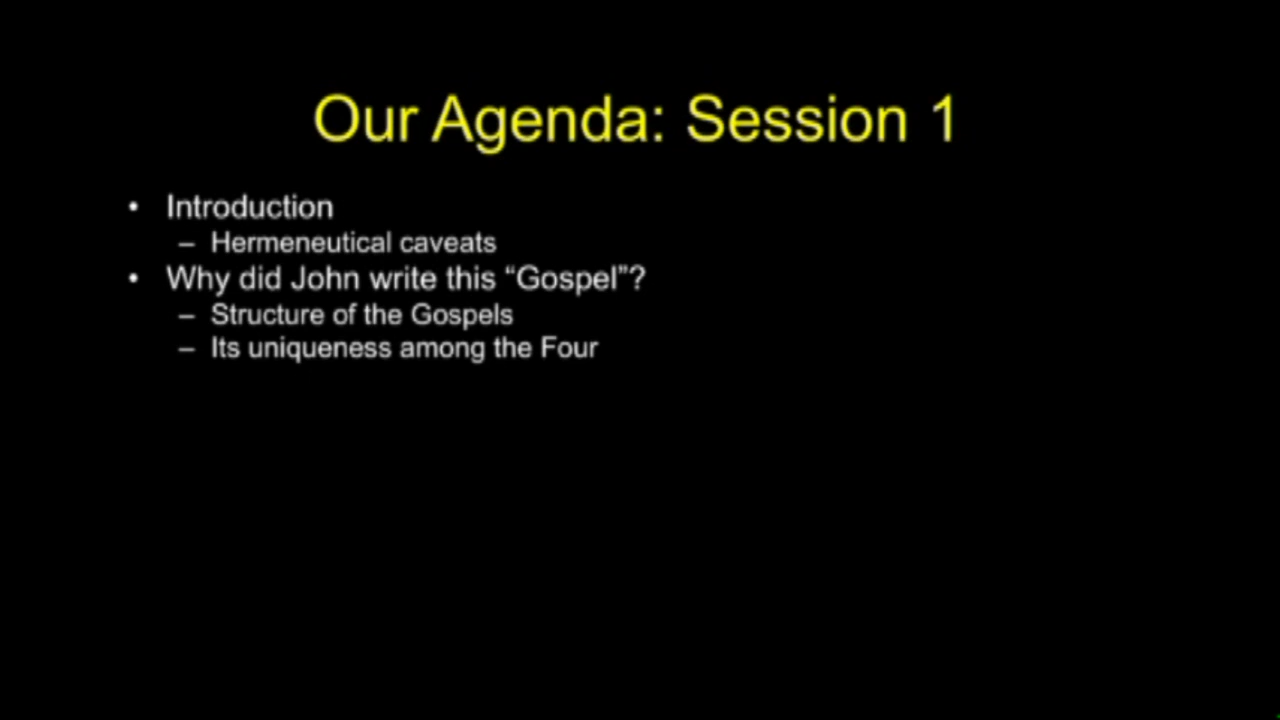 Our Agenda: Session 1
• Introduction
– Hermeneutical caveats
• Why did John write this “Gospel”?
– Structure of the Gospels
– Its uniqueness among the Four